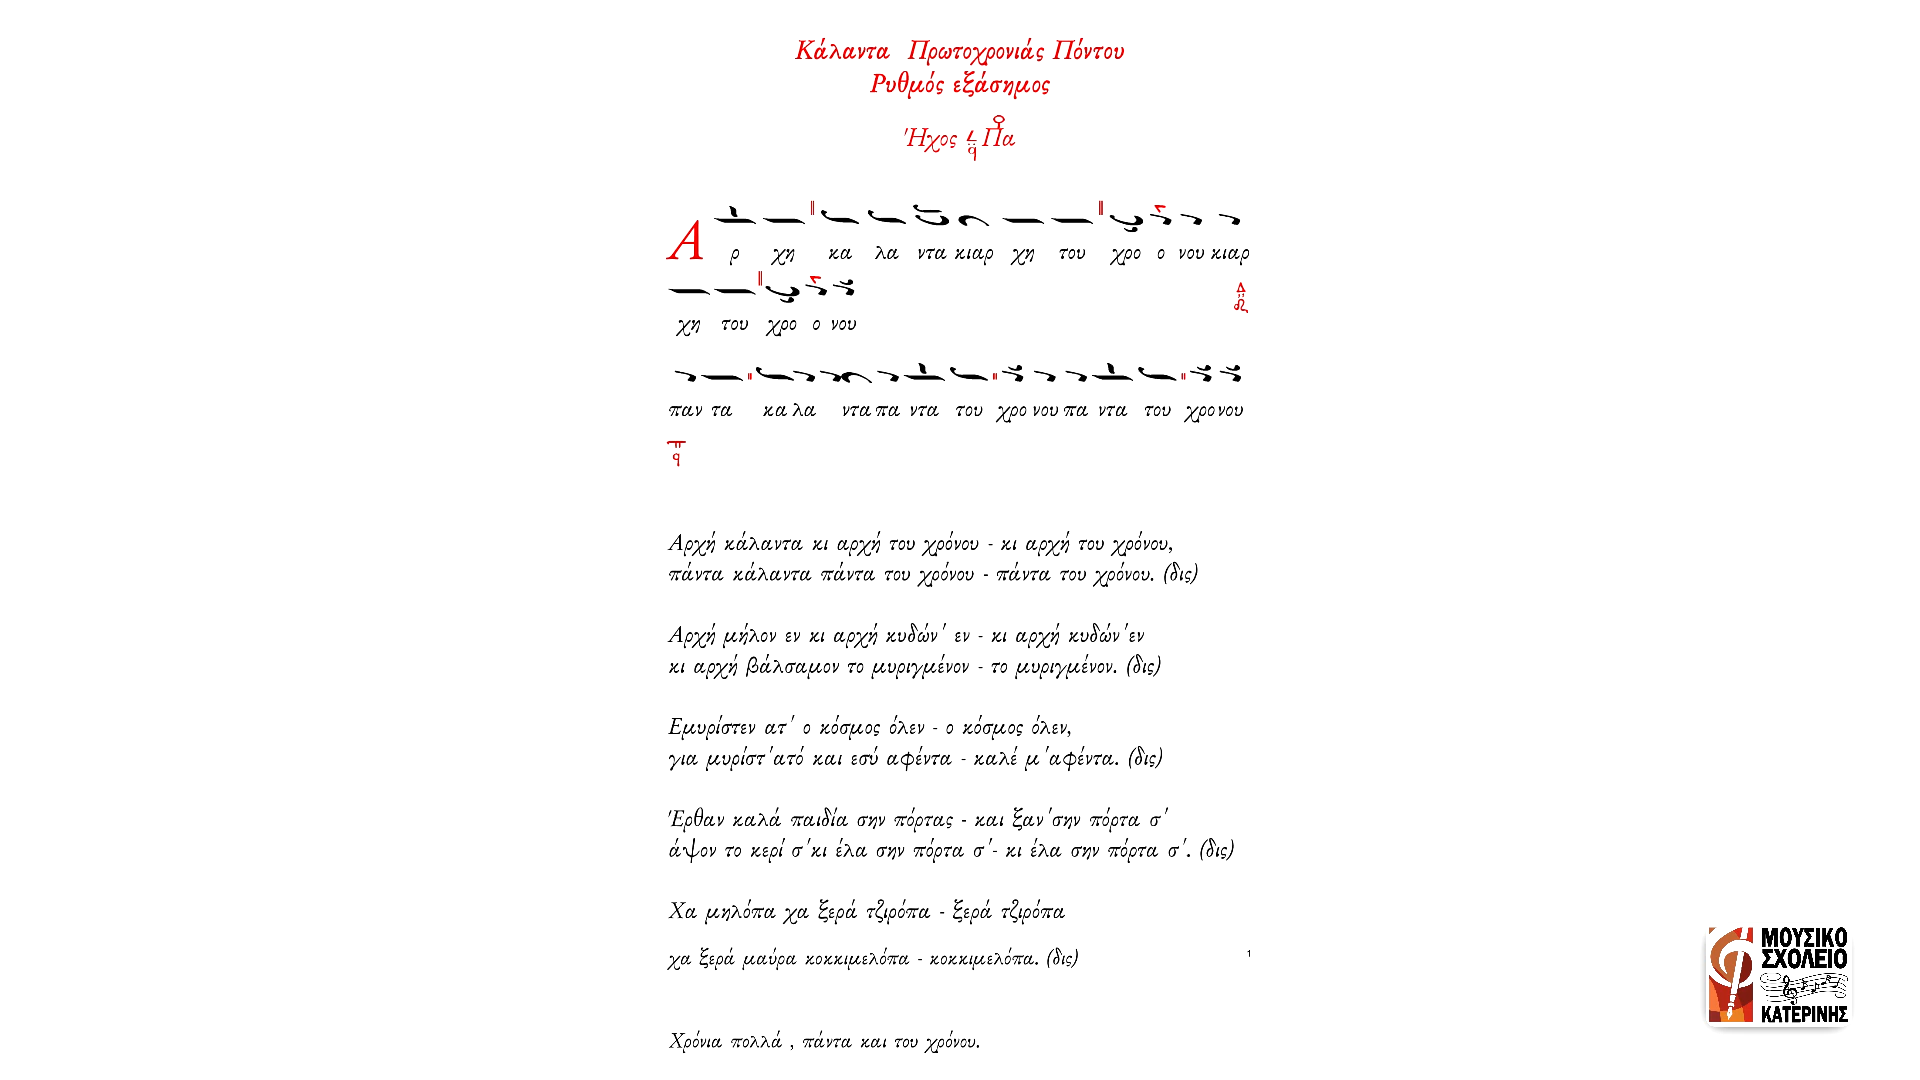 Κάλαντα Πρωτοχρονιάς Πόντου
Ρυθμός εξάσημος
Ήχος Πα
Α ρ χη κα λα ντα κιαρ χη του χρο ο νου κιαρ
χη του χρο ο νου
παν τα κα λα ντα πα ντα του χρο νου πα ντα του χρο νου
Αρχή κάλαντα κι αρχή του χρόνου - κι αρχή του χρόνου,
πάντα κάλαντα πάντα του χρόνου - πάντα του χρόνου. (δις)
Αρχή μήλον εν κι αρχή κυδών΄ εν - κι αρχή κυδών΄εν
κι αρχή βάλσαμον το μυριγμένον - το μυριγμένον. (δις)
Εμυρίστεν ατ΄ ο κόσμος όλεν - ο κόσμος όλεν,
για μυρίστ΄ατό και εσύ αφέντα - καλέ μ΄αφέντα. (δις)
Έρθαν καλά παιδία σην πόρτας - και ξαν΄σην πόρτα σ΄
άψον το κερί σ΄κι έλα σην πόρτα σ΄- κι έλα σην πόρτα σ΄. (δις)
Χα μηλόπα χα ξερά τζιρόπα - ξερά τζιρόπα
χα ξερά μαύρα κοκκιμελόπα - κοκκιμελόπα. (δις)
1
Χρόνια πολλά , πάντα και του χρόνου.
ΜΟΥΣΙΚΟ
ΣΧΟΛΕΙΟ
ΚΑΤΕΡΙΝΗΣ